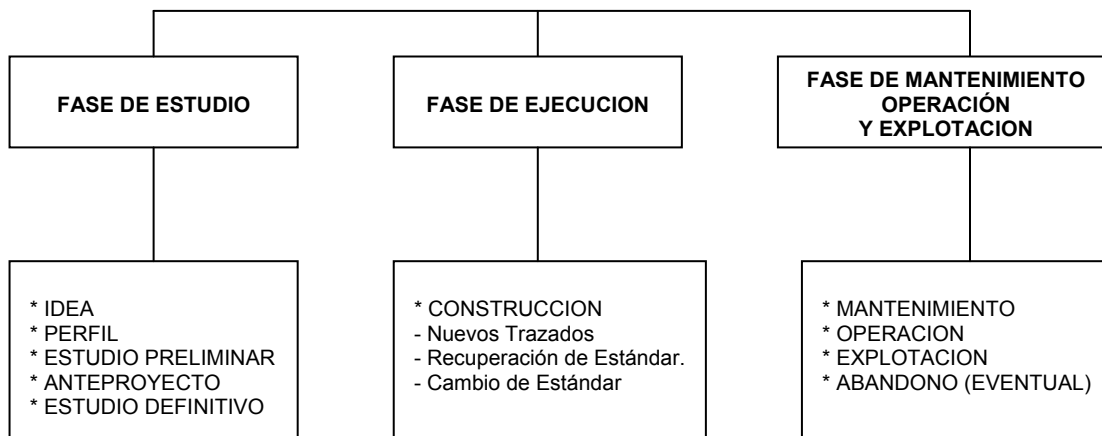 FASE DE ESTUDIO
FASE DE EJECUCION
FASE DE MANTENIMIENTO
OPERACIÓN
Y EXPLOTACION
* IDEA
* PERFIL
* ESTUDIO PRELIMINAR
* ANTEPROYECTO
* ESTUDIO DEFINITIVO
* CONSTRUCCION
- Nuevos Trazados
- Recuperación de Estándar.
- Cambio de Estándar
* MANTENIMIENTO
* OPERACION
* EXPLOTACION
* ABANDONO (EVENTUAL)